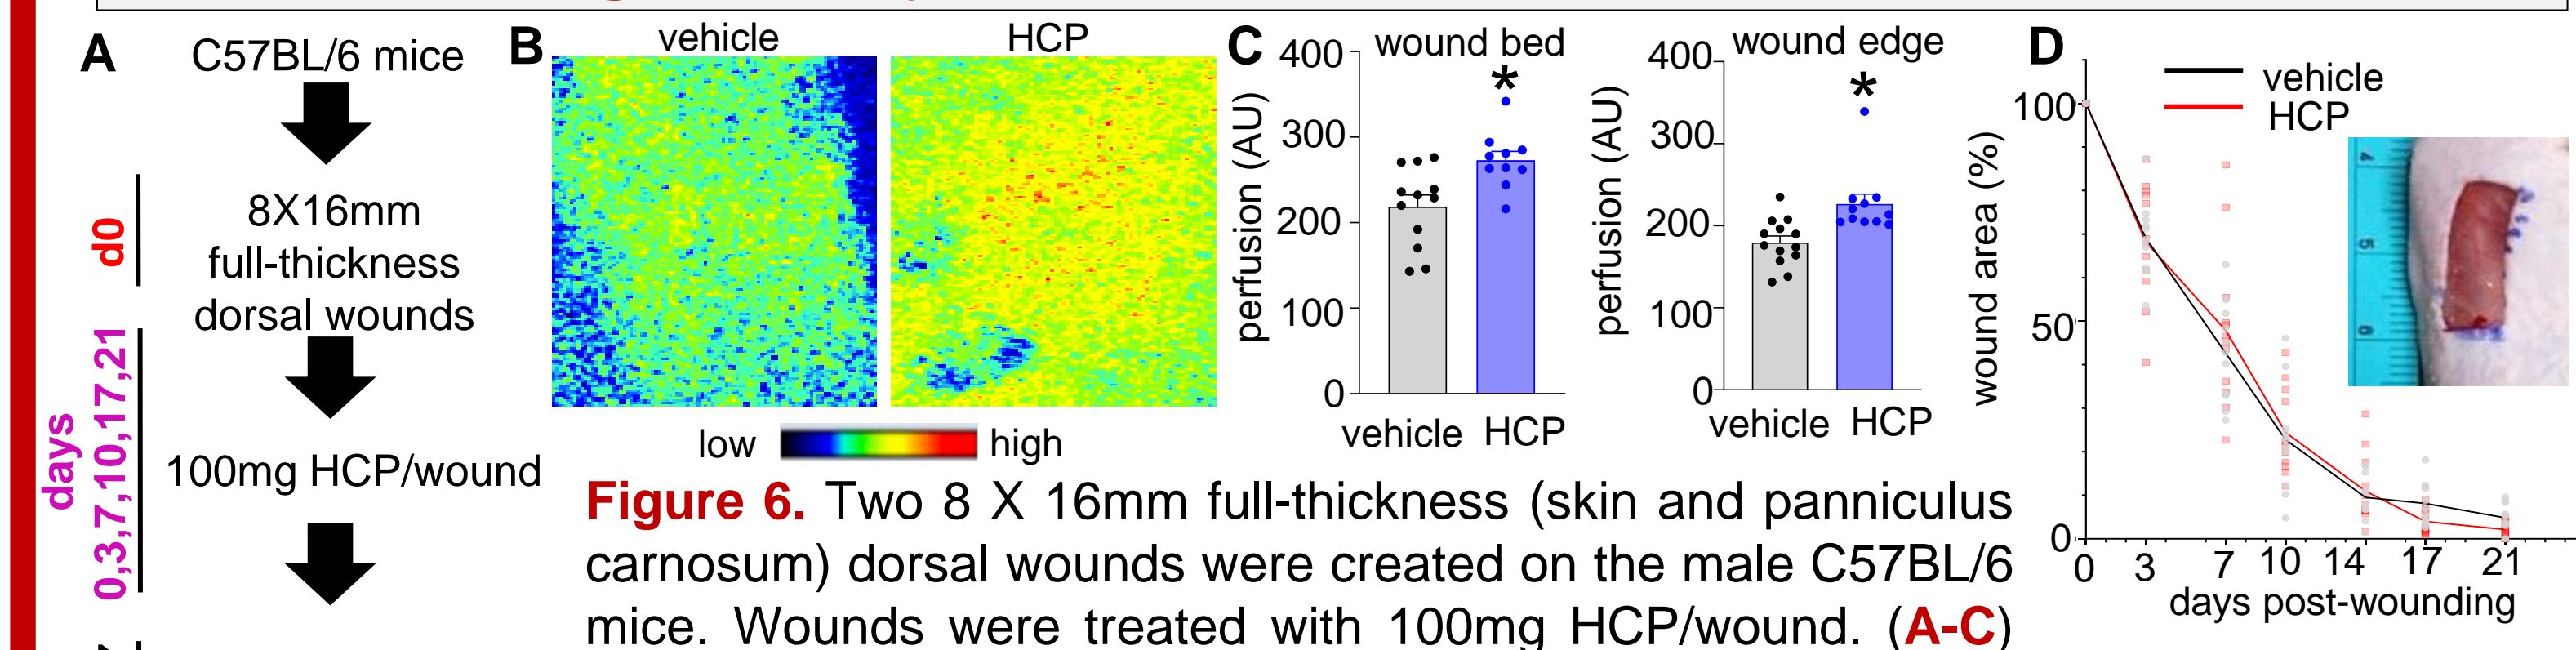 A
C57BL/6 mice
d0
8X16mm
full-thickness
dorsal wounds
days
0,3,7,10,17,21
100mg HCP/wound
B
vehicle
HCP
low
high
C
wound bed
*
perfusion (AU)
400
300
200
100
0
vehicle HCP
wound edge
*
perfusion (AU)
400
300
200
100
0
vehicle HCP
D
vehicle
HCP
wound area (%)
100
50
0
4
5
0
0 3 7 10 14 17 21
days post-wounding
Figure 6. Two 8 X 16mm full-thickness (skin and panniculus
carnosum) dorsal wounds were created on the male C57BL/6
mice. Wounds were treated with 100mg HCP/wound. (A-C)